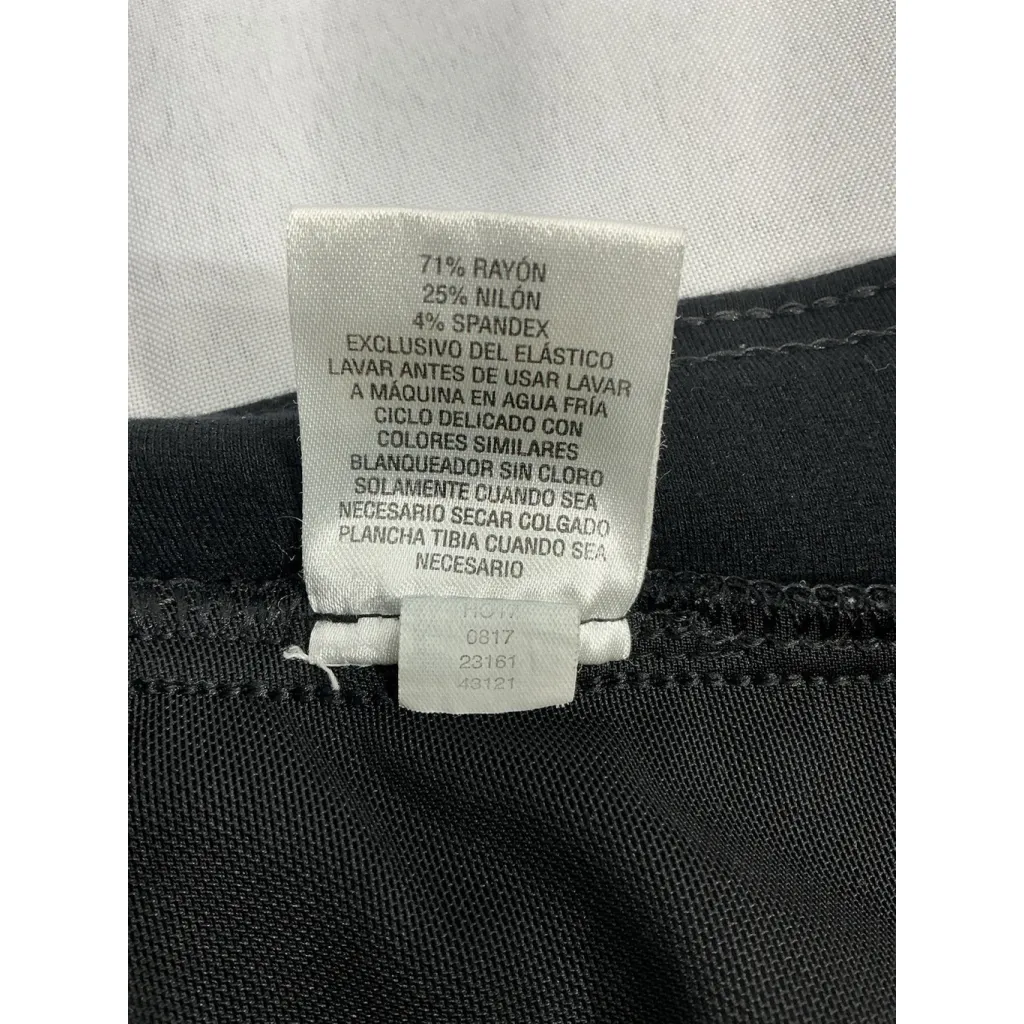 71% RAYÓN
25% NILÓN
4% SPANDEX
EXCLUSIVO DEL ELÁSTICO
LAVAR ANTES DE USAR LAVAR
A MÁQUINA EN AGUA FRÍA
CICLO DELICADO CON
COLORES SIMILARES
BLANQUEADOR SIN CLORO
SOLAMENTE CUANDO SEA
NECESARIO SECAR COLGADO
PLANCHA TIBIA CUANDO SEA
NECESARIO
0817
23161
43121